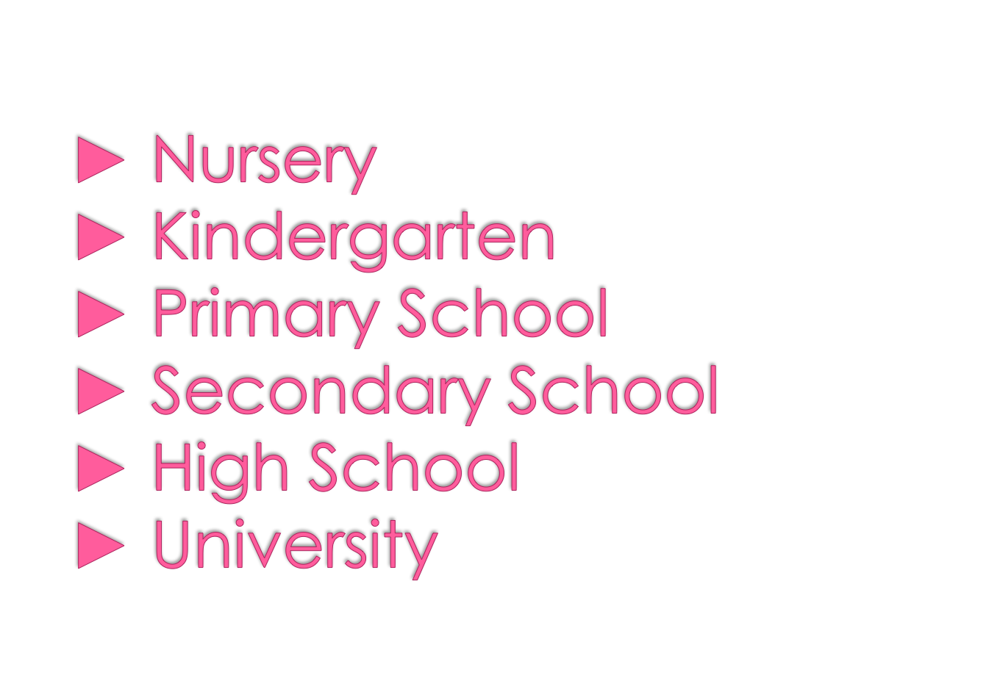 ► Nursery
► Kindergarten
► Primary School
► Secondary School
► High School
► University